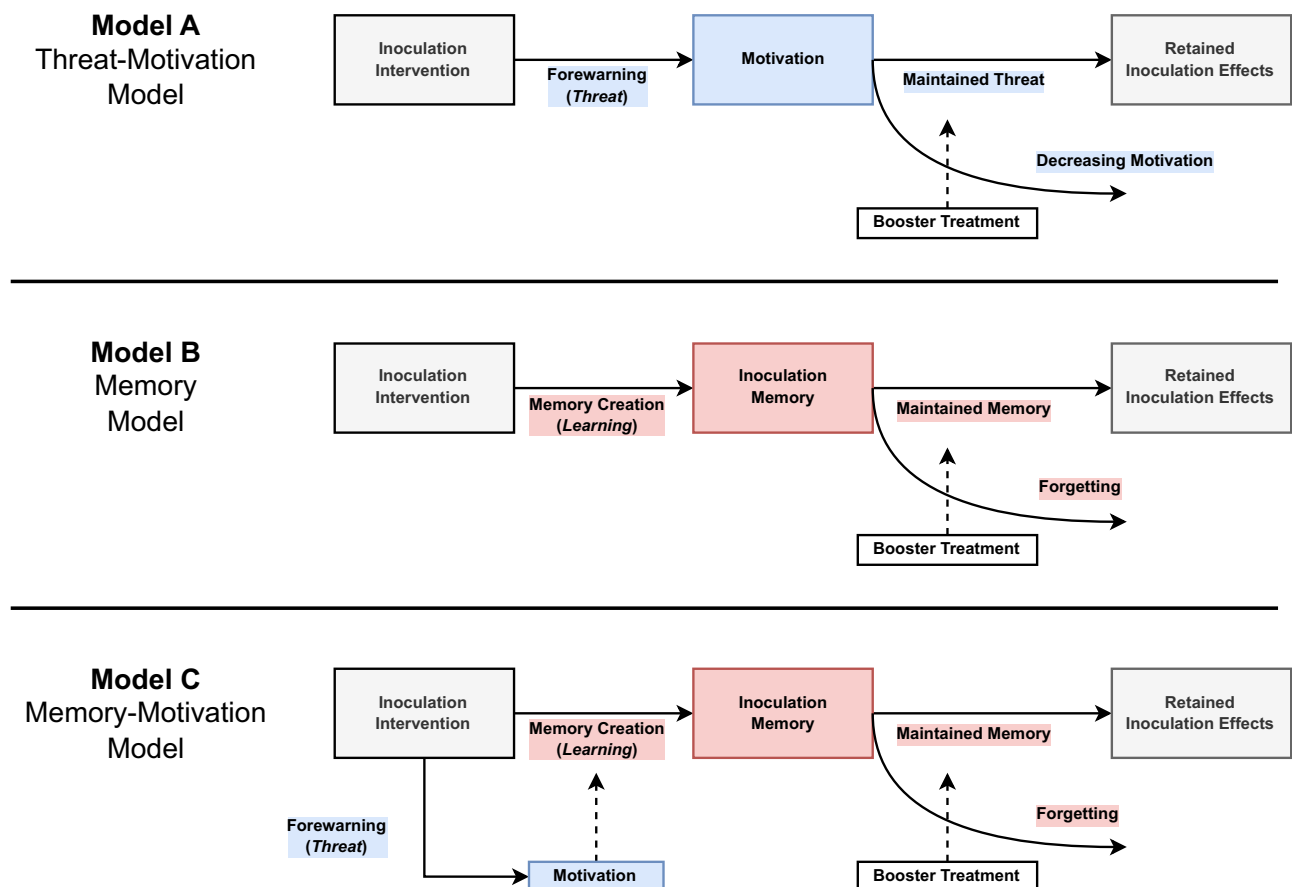 Model A
Threat-Motivation
Model
Inoculation
Intervention
Forewarning
(Threat)
Motivation
Maintained Threat
Decreasing Motivation
Booster Treatment
Retained
Inoculation Effects
Model B
Memory
Model
Inoculation
Intervention
Memory Creation
(Learning)
Inoculation
Memory
Maintained Memory
Forgetting
Booster Treatment
Retained
Inoculation Effects
Model C
Memory-Motivation
Model
Inoculation
Intervention
Memory Creation
(Learning)
Forewarning
(Threat)
Motivation
Inoculation
Memory
Maintained Memory
Forgetting
Booster Treatment
Retained
Inoculation Effects